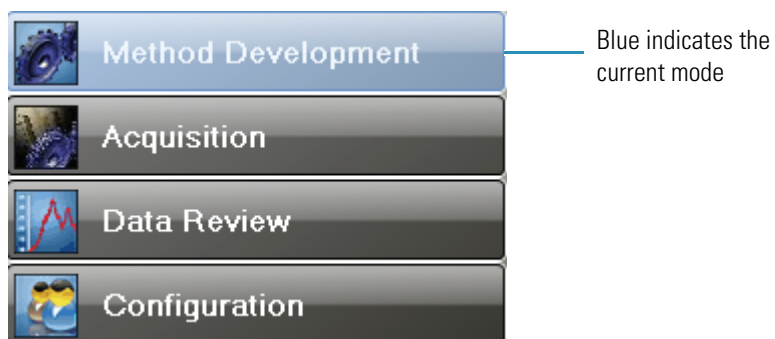 Method Development
Blue indicates the
current mode
Acquisition
Data Review
Configuration